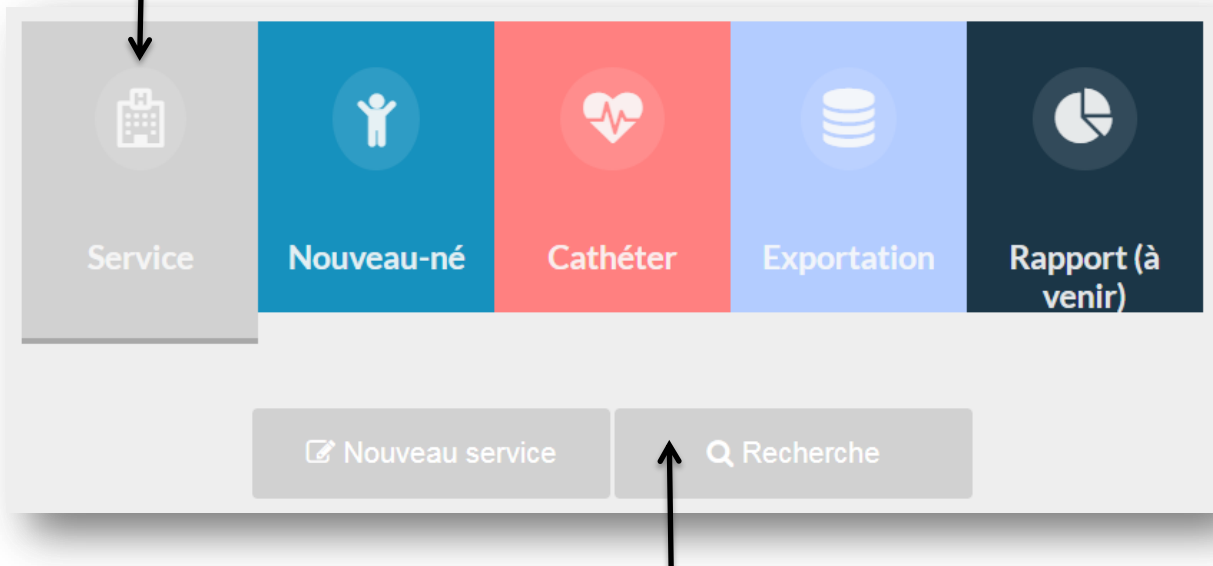 Service
Nouveau-né
Cathéter
Exportation
Rapport (à
venir)
Nouveau service
Recherche